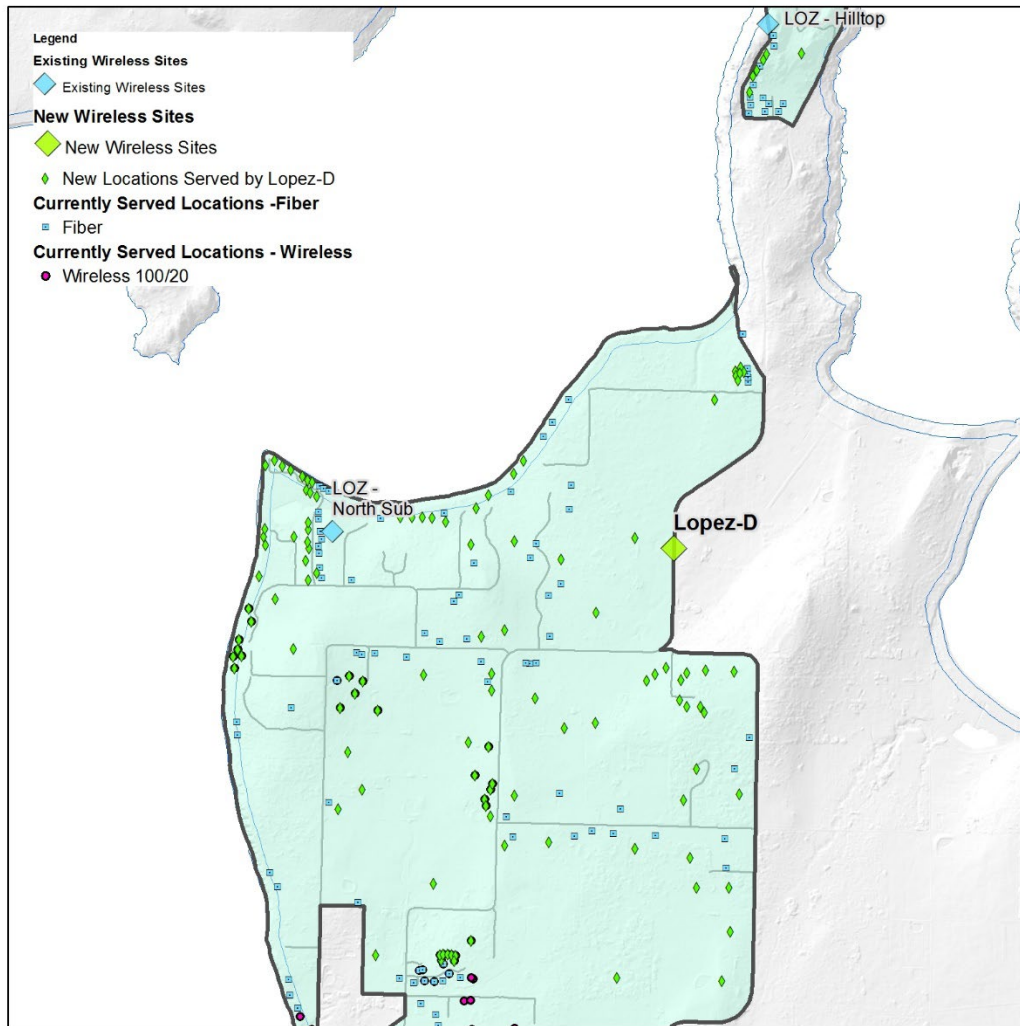 LOZ - Hilltop
Legend
Existing Wireless Sites
Existing Wireless Sites
New Wireless Sites
New Wireless Sites
New Locations Served by Lopez-D
Currently Served Locations -Fiber
Fiber
Currently Served Locations - Wireless
Wireless 100/20
LOZ -
North Sub
Lopez-D